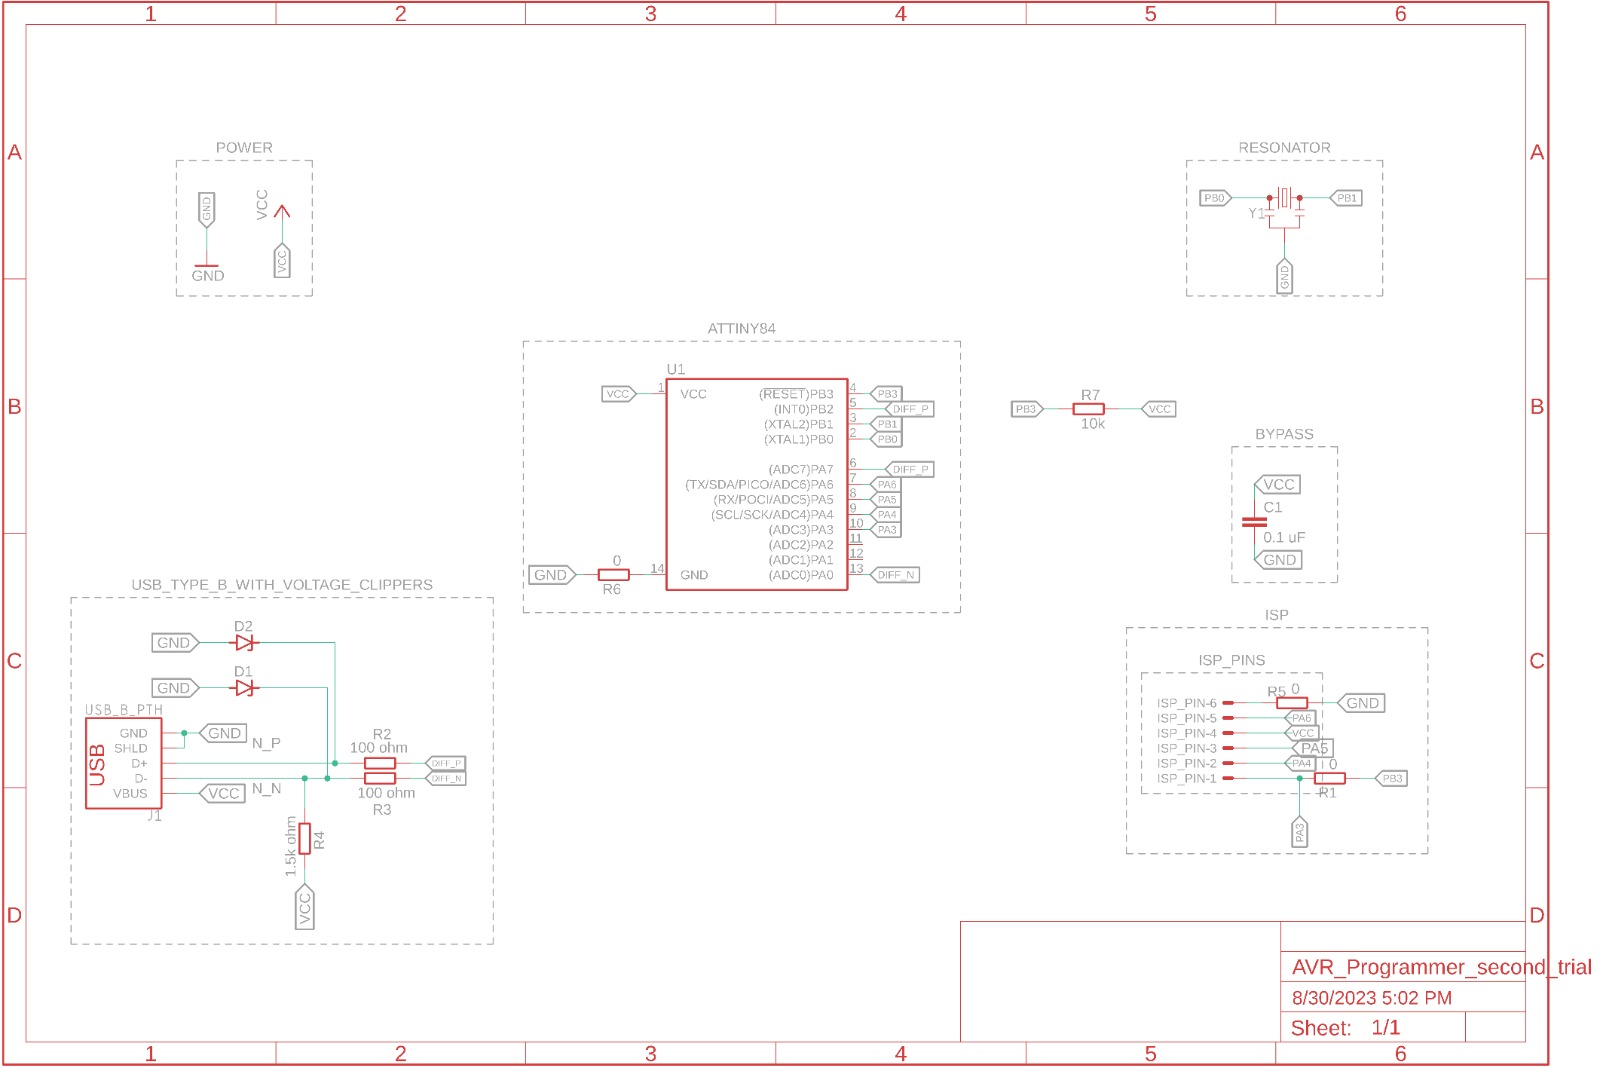 1 2 3 4 5 6
A A
B B
C C
D D
POWER
GND
VCC
VCC
GND
RESONATOR
PB0
PB1
Y1
GND
ATTINY84
U1
VCC 1 VCC
(RESET)PB3 4 PB3
(INT0)PB2 5 DIFF_P
(XTAL2)PB1 3 PB1
(XTAL1)PB0 2 PB0
(ADC7)PA7 6 DIFF_P
(TX/SDA/PICO/ADC6)PA6 7 PA6
(RX/POCI/ADC5)PA5 8 PA5
(SCL/SCK/ADC4)PA4 9 PA4
(ADC3)PA3 10 PA3
(ADC2)PA2 11
(ADC1)PA1 12
(ADC0)PA0 13 DIFF_N
GND 0 14 GND
R6
R7
PB3 VCC
10k
BYPASS
VCC
C1
0.1 uF
GND
USB_TYPE_B_WITH_VOLTAGE_CLIPPERS
D2
GND
D1
GND
USB_B_PTH
USB
GND GND
SHLD N_P
D+
D-
VBUS VCC N_N
J1
R2
100 ohm
DIFF_P
DIFF_N
100 ohm
R3
1.5k ohm
R4
VCC
ISP
ISP_PINS
R5 0
ISP_PIN-6 GND
ISP_PIN-5 PA6
ISP_PIN-4 VCC
ISP_PIN-3 PA5
ISP_PIN-2 PA4 0
ISP_PIN-1 PB3
R1
PA3
AVR_Programmer_second_trial
8/30/2023 5:02 PM
Sheet: 1/1
1 2 3 4 5 6